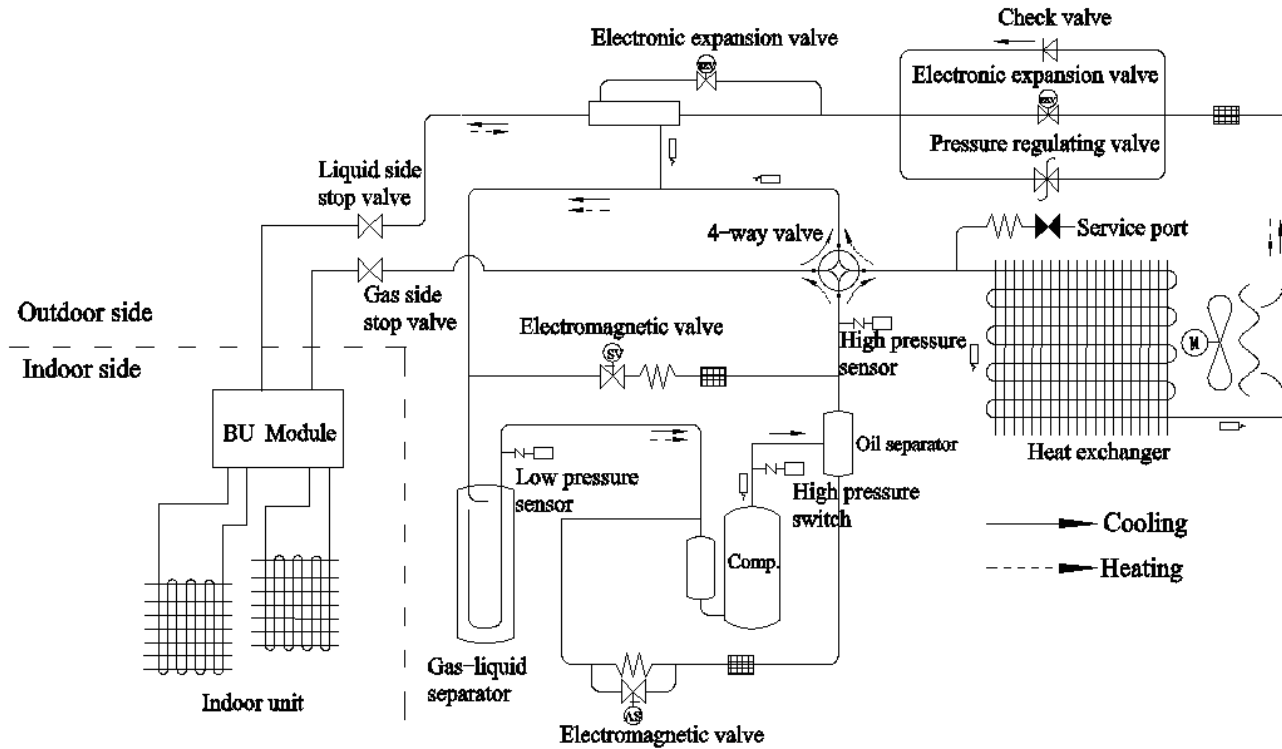 Check valve
Electronic expansion valve
EEV
Electronic expansion valve
EEV
Pressure regulating valve
Liquid side
stop valve
4-way valve
Service port
Gas side
stop valve
Outdoor side
Indoor side
Electromagnetic valve
SV
High pressure
sensor
M
BU Module
Oil separator
Heat exchanger
Low pressure
sensor
High pressure
switch
Cooling
Comp.
Heating
Gas-liquid
separator
Indoor unit
Electromagnetic valve